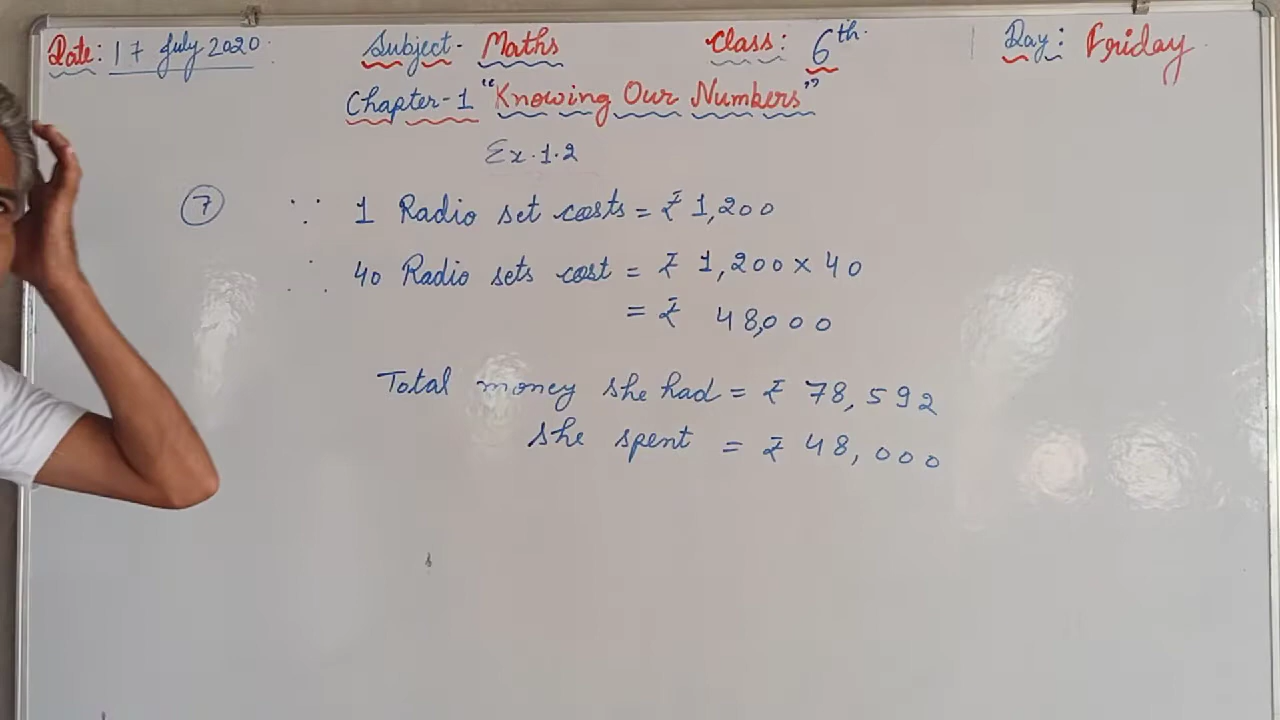 Date: 17 July 2020 Subject- Maths Class: 6th Day: Friday
Chapter-1 "Knowing Our Numbers"
Ex.1.2
7 ∵ 1 Radio set costs = ₹ 1,200
∴ 40 Radio sets cost = ₹ 1,200 × 40
= ₹ 48,000
Total money she had = ₹ 78,592
she spent = ₹ 48,000